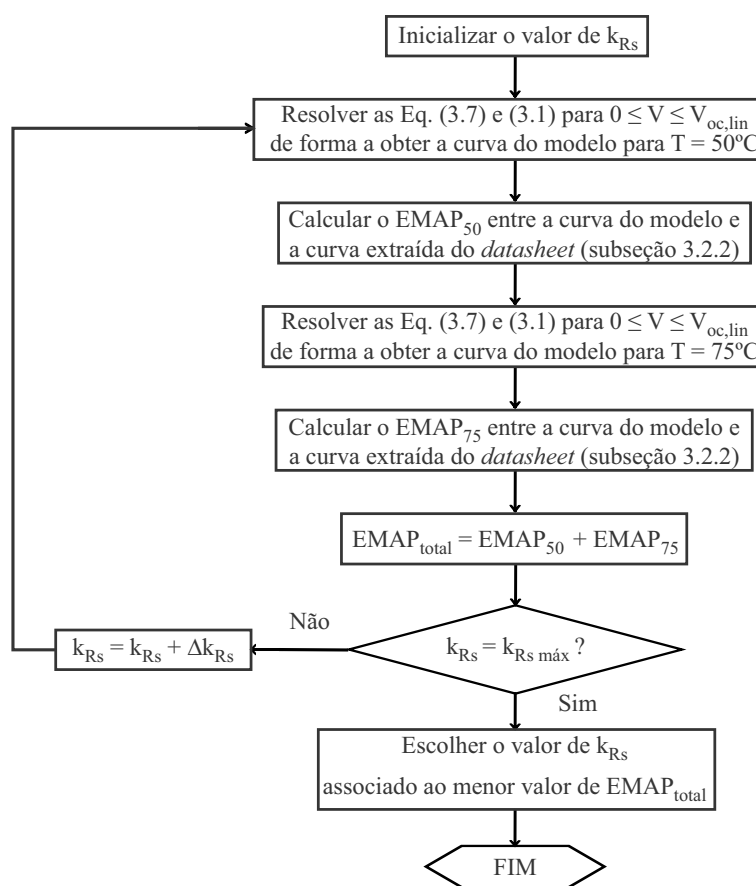 Inicializar o valor de k_Rs
Resolver as Eq. (3.7) e (3.1) para 0 ≤ V ≤ V_oc,lin
de forma a obter a curva do modelo para T = 50ºC
Calcular o EMAP_50 entre a curva do modelo e
a curva extraída do datasheet (subseção 3.2.2)
Resolver as Eq. (3.7) e (3.1) para 0 ≤ V ≤ V_oc,lin
de forma a obter a curva do modelo para T = 75ºC
Calcular o EMAP_75 entre a curva do modelo e
a curva extraída do datasheet (subseção 3.2.2)
EMAP_total = EMAP_50 + EMAP_75
Não
k_Rs = k_Rs + Δk_Rs
k_Rs = k_Rs máx ?
Sim
Escolher o valor de k_Rs
associado ao menor valor de EMAP_total
FIM